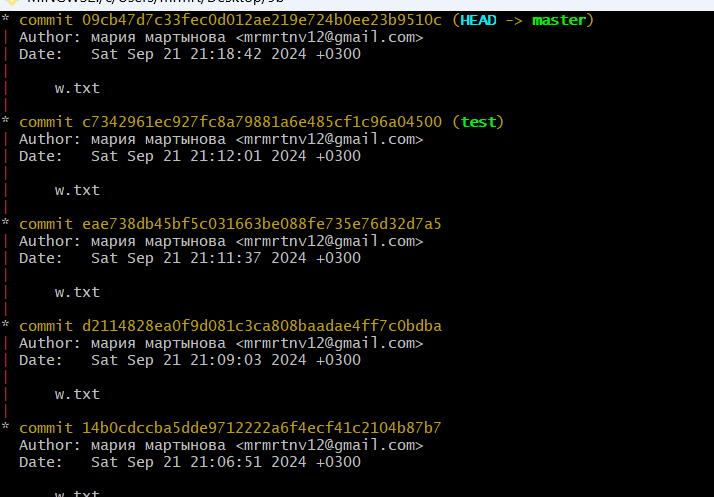 * commit 09cb47d7c33fec0d012ae219e724b0ee23b9510c (HEAD -> master)
| Author: мария мартынова <mrmrtnv12@gmail.com>
| Date:   Sat Sep 21 21:18:42 2024 +0300
|
|     w.txt
|
* commit c7342961ec927fc8a79881a6e485cf1c96a04500 (test)
| Author: мария мартынова <mrmrtnv12@gmail.com>
| Date:   Sat Sep 21 21:12:01 2024 +0300
|
|     w.txt
|
* commit eae738db45bf5c031663be088fe735e76d32d7a5
| Author: мария мартынова <mrmrtnv12@gmail.com>
| Date:   Sat Sep 21 21:11:37 2024 +0300
|
|     w.txt
|
* commit d2114828ea0f9d081c3ca808baadae4ff7c0bdba
| Author: мария мартынова <mrmrtnv12@gmail.com>
| Date:   Sat Sep 21 21:09:03 2024 +0300
|
|     w.txt
|
* commit 14b0cdccba5dde9712222a6f4ecf41c2104b87b7
  Author: мария мартынова <mrmrtnv12@gmail.com>
  Date:   Sat Sep 21 21:06:51 2024 +0300

      w.txt